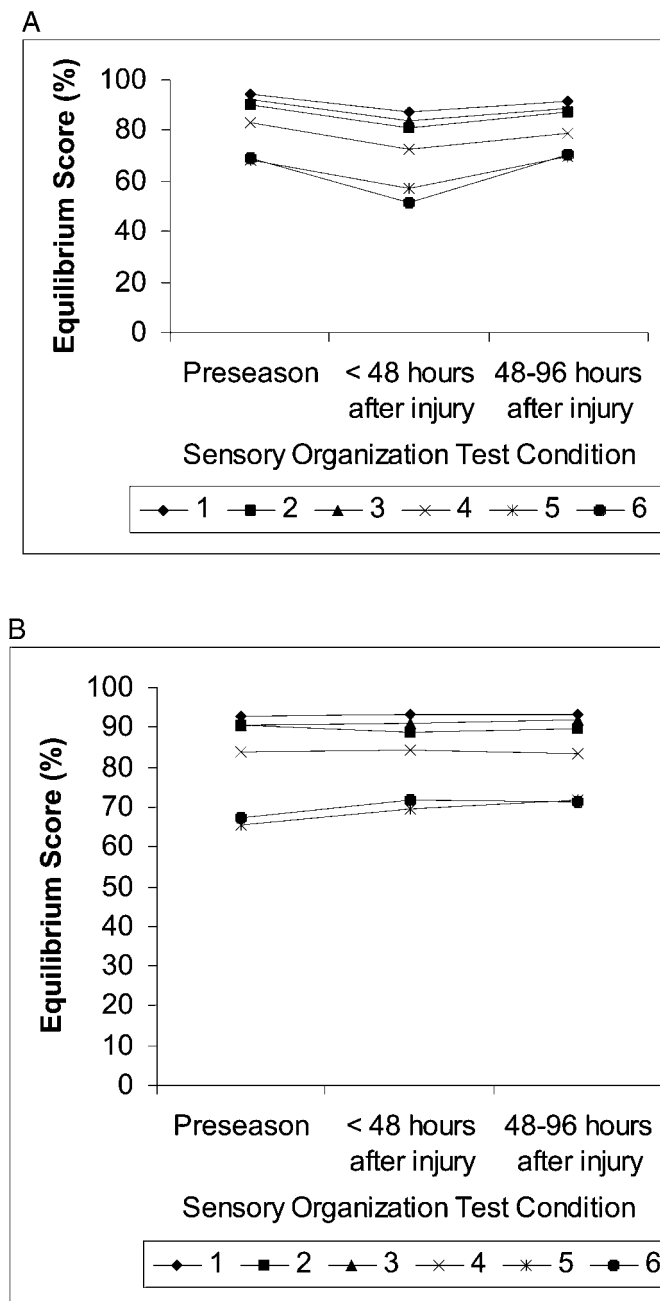 A
Equilibrium Score (%)
100
80
60
40
20
0
Preseason
< 48 hours after injury
48-96 hours after injury
Sensory Organization Test Condition
1 2 3 4 5 6
B
Equilibrium Score (%)
100
90
80
70
60
50
40
30
20
10
0
Preseason
< 48 hours after injury
48-96 hours after injury
Sensory Organization Test Condition
1 2 3 4 5 6